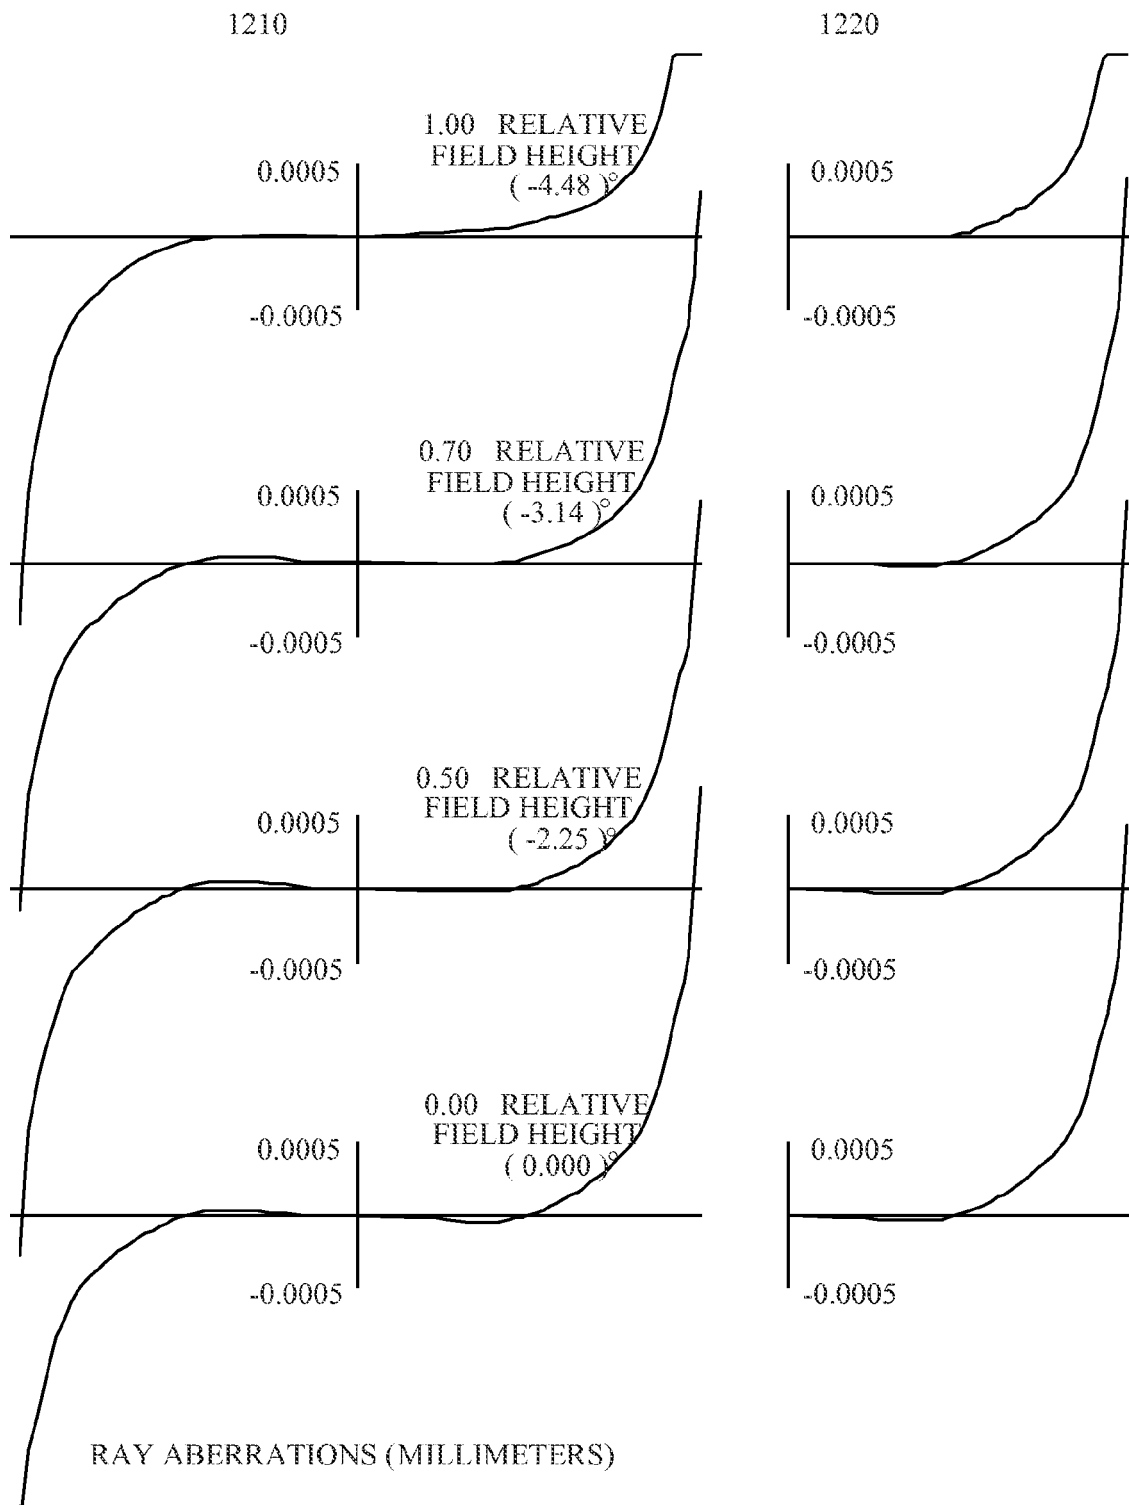 1210
1220
1.00 RELATIVE
FIELD HEIGHT
( -4.48 )°
0.0005
0.0005
-0.0005
-0.0005
0.70 RELATIVE
FIELD HEIGHT
( -3.14 )°
0.0005
0.0005
-0.0005
-0.0005
0.50 RELATIVE
FIELD HEIGHT
( -2.25 )°
0.0005
0.0005
-0.0005
-0.0005
0.00 RELATIVE
FIELD HEIGHT
( 0.000 )°
0.0005
0.0005
-0.0005
-0.0005
RAY ABERRATIONS (MILLIMETERS)